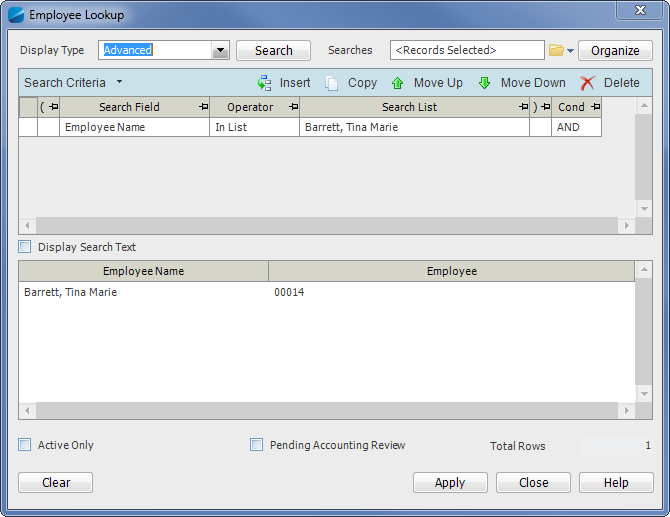 Employee Lookup
Display Type Advanced Search Searches <Records Selected> Organize
Search Criteria Insert Copy Move Up Move Down Delete
( Search Field Operator Search List ) Cond
Employee Name In List Barrett, Tina Marie AND
Display Search Text
Employee Name Employee
Barrett, Tina Marie 00014
Active Only Pending Accounting Review Total Rows 1
Clear Apply Close Help